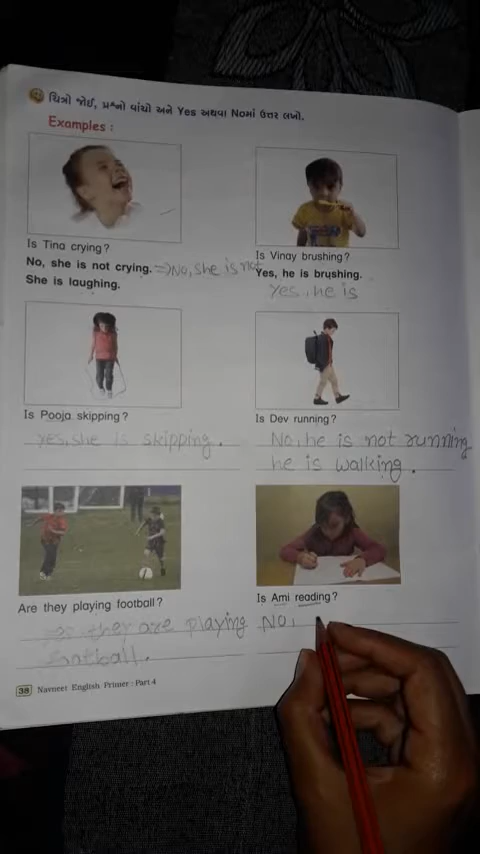 ચિત્રો જોઈ, પ્રશ્નો વાંચો અને Yes અથવા Noમાં ઉત્તર લખો.
Examples :
Is Tina crying?
No, she is not crying. ⇒ No, she is not
She is laughing.
Is Vinay brushing?
Yes, he is brushing.
Yes, he is
Is Pooja skipping?
yes, she is skipping.
Is Dev running?
No, he is not running
he is walking.
Are they playing football?
they are playing
Is Ami reading?
No,
38 Navneet English Primer : Part 4